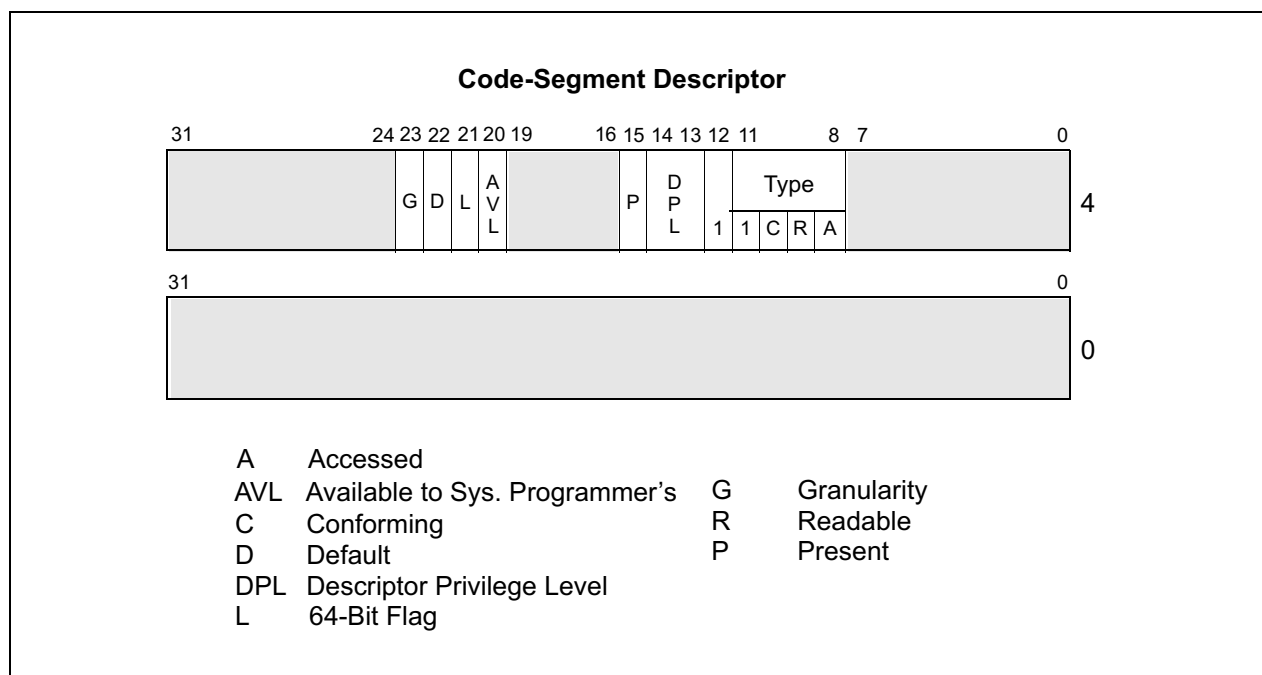 Code-Segment Descriptor
31 24 23 22 21 20 19 16 15 14 13 12 11 8 7 0
G D L AVL P DPL 1 Type 4
1 C R A
31 0
0
A Accessed
AVL Available to Sys. Programmer’s
C Conforming
D Default
DPL Descriptor Privilege Level
L 64-Bit Flag
G Granularity
R Readable
P Present